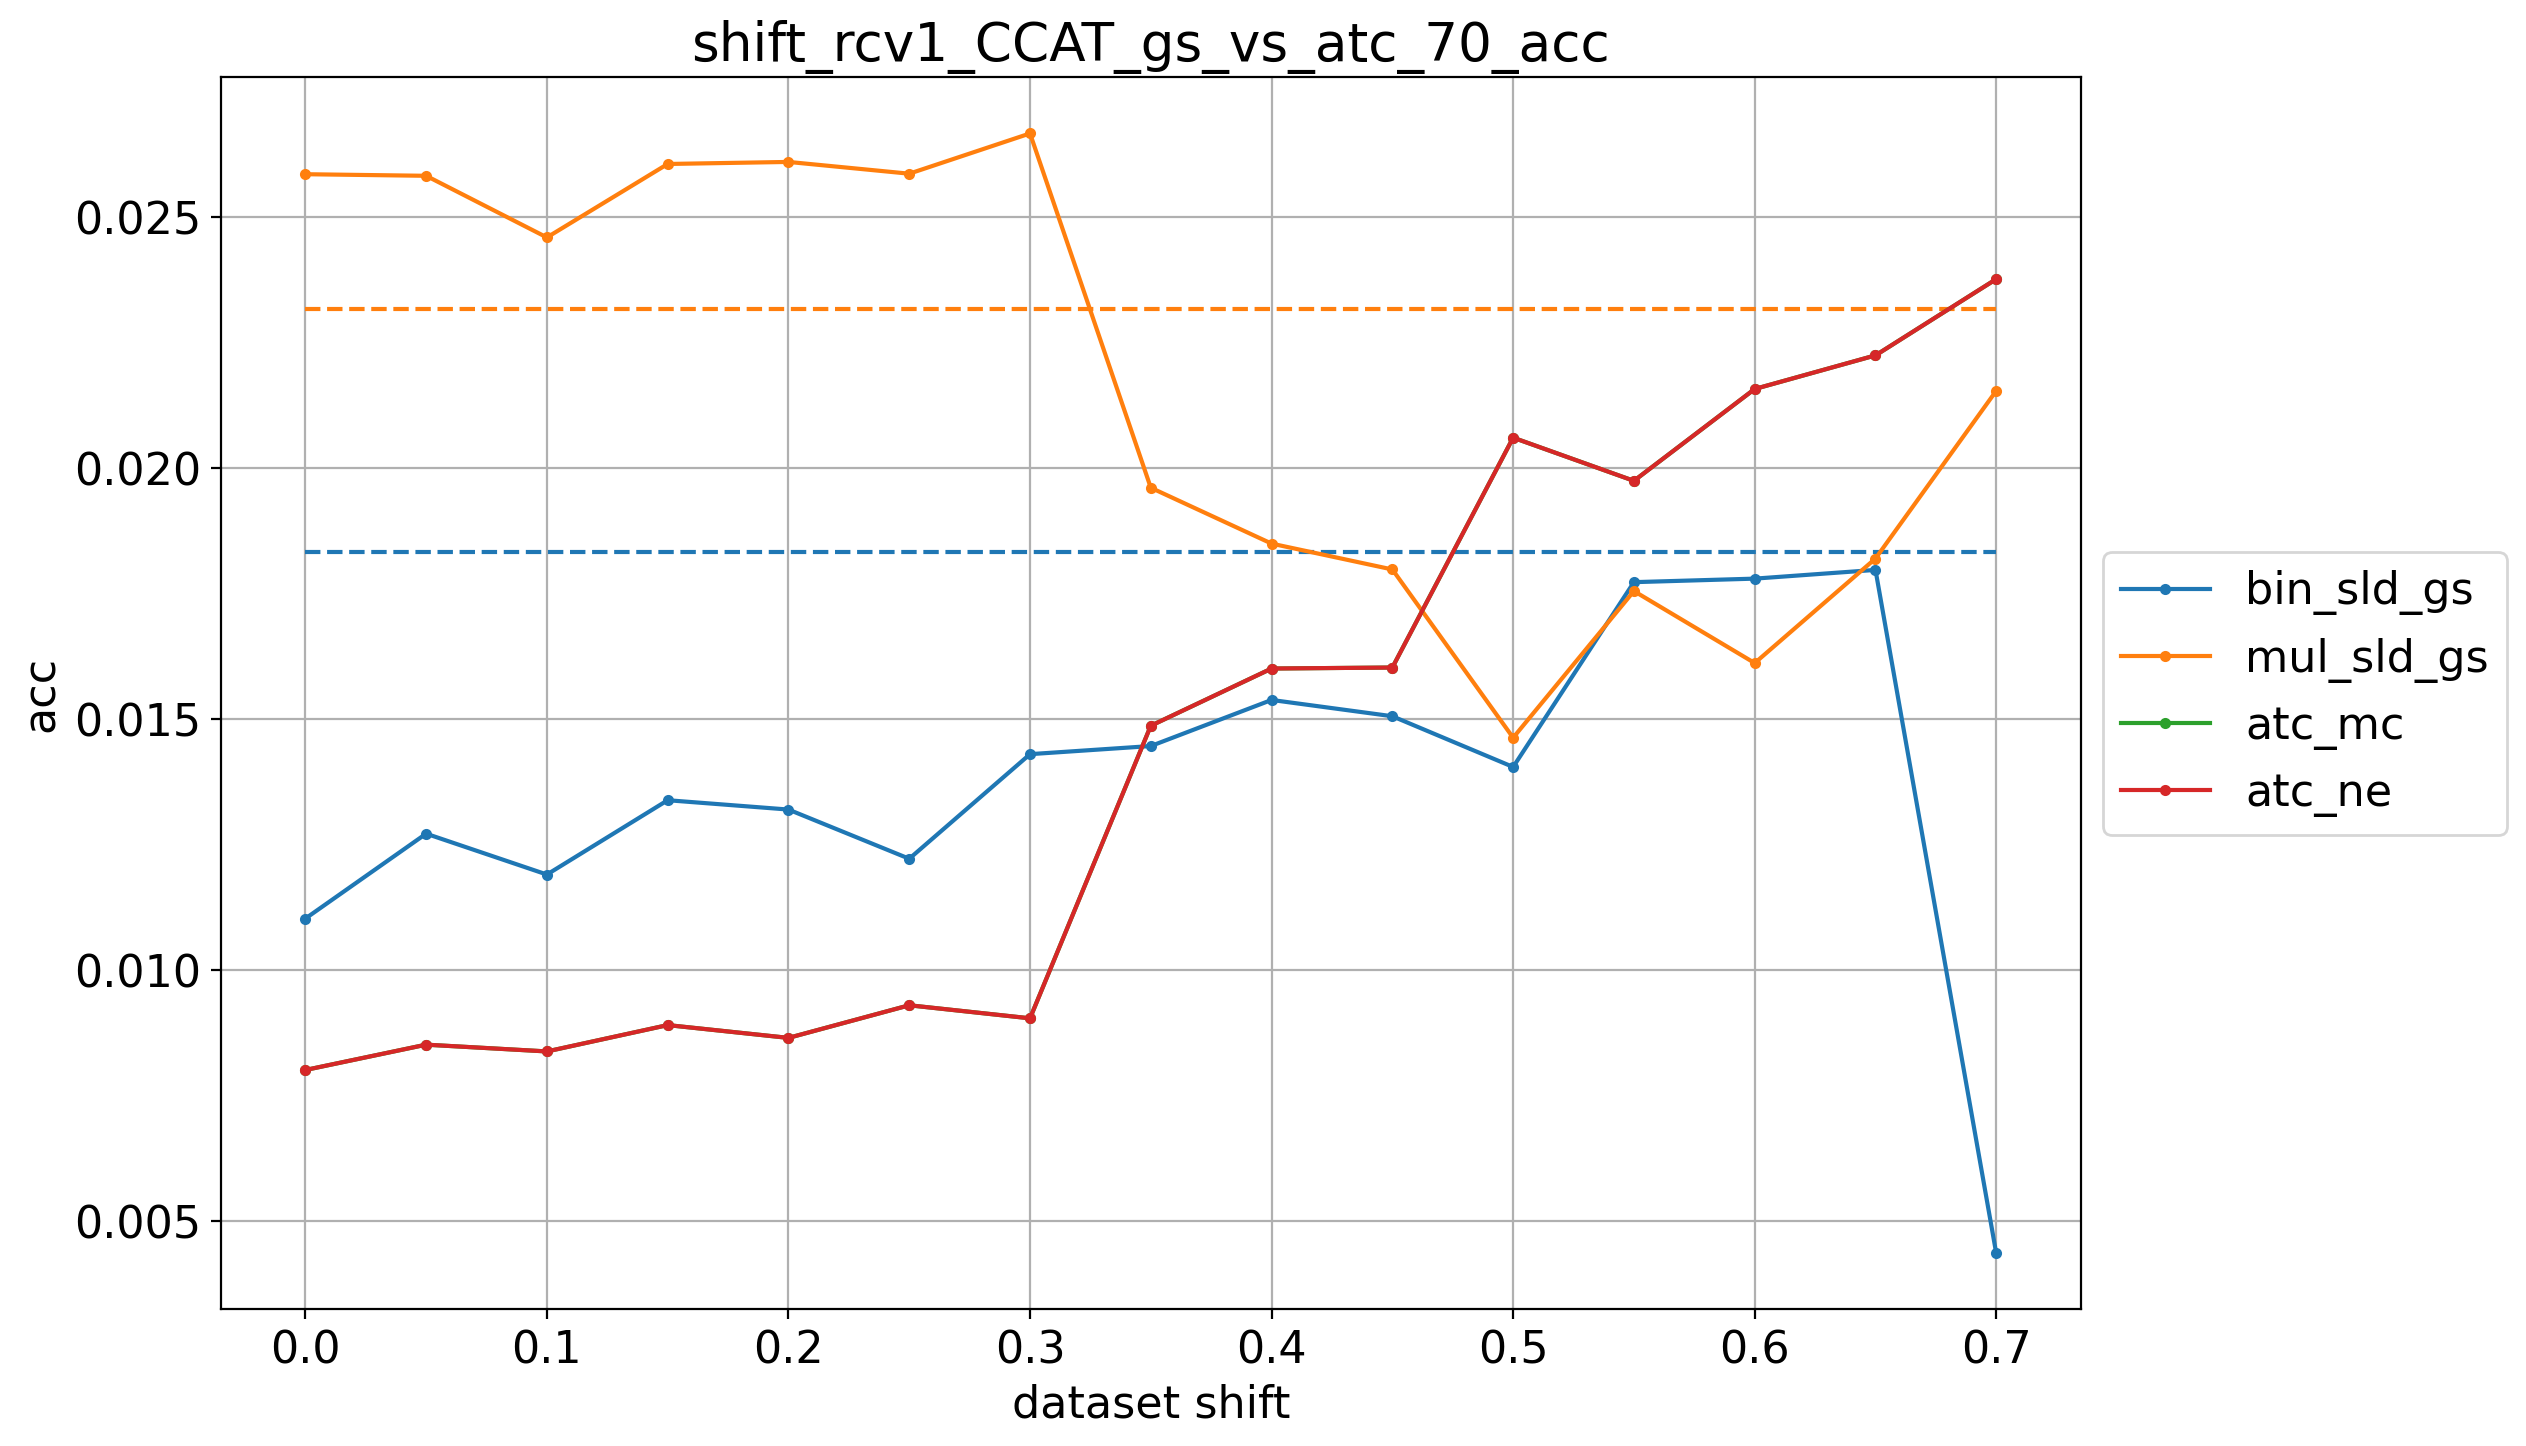 shift_rcv1_CCAT_gs_vs_atc_70_acc
0.025
0.020
0.015
0.010
0.005
acc
0.0 0.1 0.2 0.3 0.4 0.5 0.6 0.7
dataset shift
bin_sld_gs
mul_sld_gs
atc_mc
atc_ne